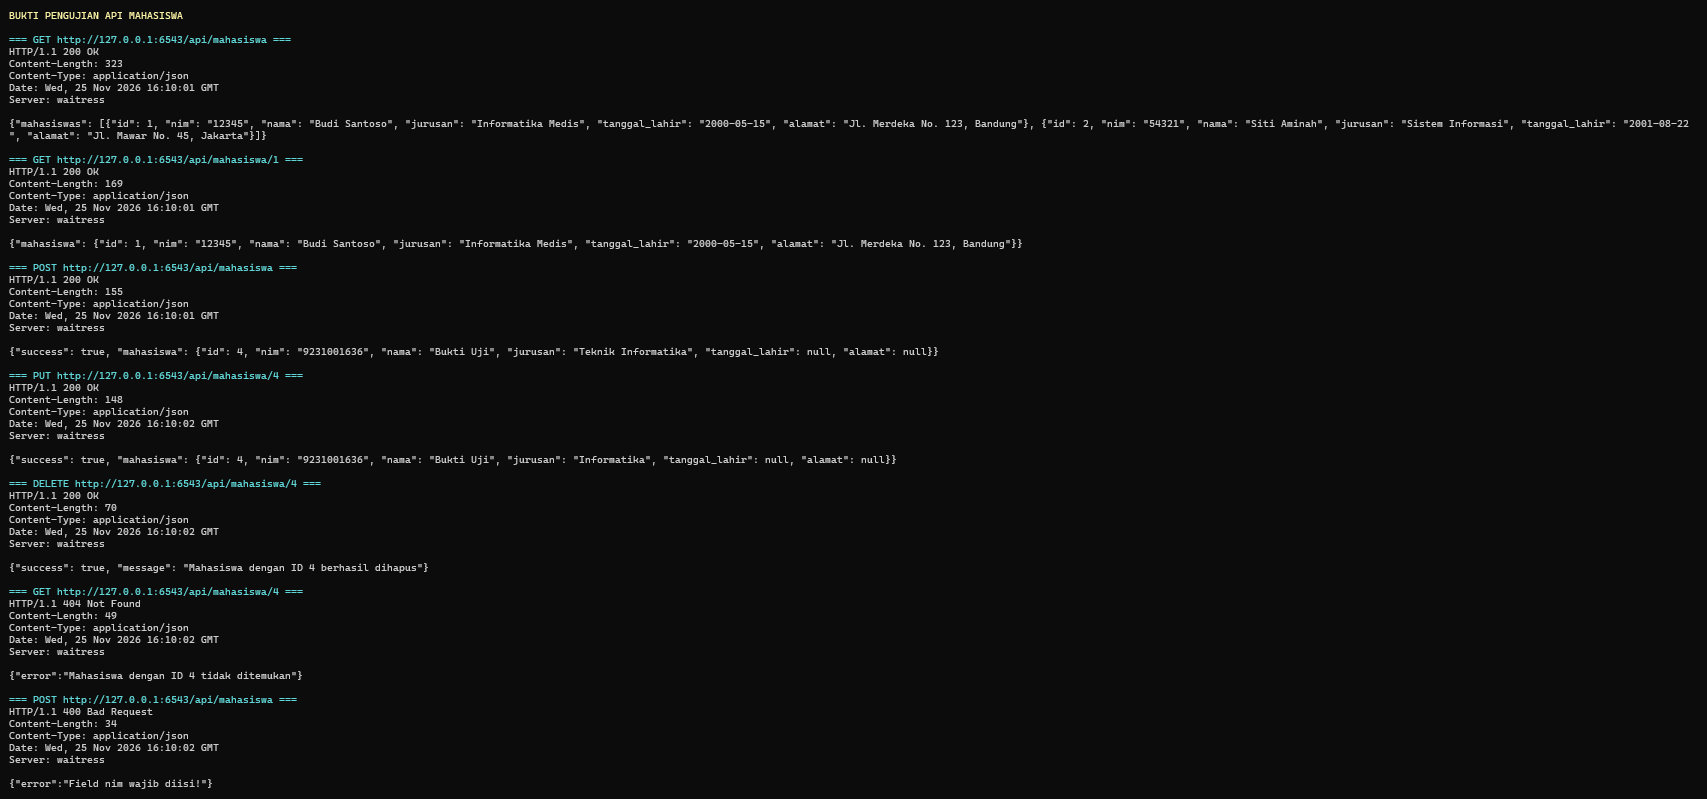 BUKTI PENGUJIAN API MAHASISWA
=== GET http://127.0.0.1:6543/api/mahasiswa ===
HTTP/1.1 200 OK
Content-Length: 323
Content-Type: application/json
Date: Wed, 25 Nov 2026 16:10:01 GMT
Server: waitress
{"mahasiswas": [{"id": 1, "nim": "12345", "nama": "Budi Santoso", "jurusan": "Informatika Medis", "tanggal_lahir": "2000-05-15", "alamat": "Jl. Merdeka No. 123, Bandung"}, {"id": 2, "nim": "54321", "nama": "Siti Aminah", "jurusan": "Sistem Informasi", "tanggal_lahir": "2001-08-22
", "alamat": "Jl. Mawar No. 45, Jakarta"}]}
=== GET http://127.0.0.1:6543/api/mahasiswa/1 ===
HTTP/1.1 200 OK
Content-Length: 169
Content-Type: application/json
Date: Wed, 25 Nov 2026 16:10:01 GMT
Server: waitress
{"mahasiswa": {"id": 1, "nim": "12345", "nama": "Budi Santoso", "jurusan": "Informatika Medis", "tanggal_lahir": "2000-05-15", "alamat": "Jl. Merdeka No. 123, Bandung"}}
=== POST http://127.0.0.1:6543/api/mahasiswa ===
HTTP/1.1 200 OK
Content-Length: 155
Content-Type: application/json
Date: Wed, 25 Nov 2026 16:10:01 GMT
Server: waitress
{"success": true, "mahasiswa": {"id": 4, "nim": "9231001636", "nama": "Bukti Uji", "jurusan": "Teknik Informatika", "tanggal_lahir": null, "alamat": null}}
=== PUT http://127.0.0.1:6543/api/mahasiswa/4 ===
HTTP/1.1 200 OK
Content-Length: 148
Content-Type: application/json
Date: Wed, 25 Nov 2026 16:10:02 GMT
Server: waitress
{"success": true, "mahasiswa": {"id": 4, "nim": "9231001636", "nama": "Bukti Uji", "jurusan": "Informatika", "tanggal_lahir": null, "alamat": null}}
=== DELETE http://127.0.0.1:6543/api/mahasiswa/4 ===
HTTP/1.1 200 OK
Content-Length: 70
Content-Type: application/json
Date: Wed, 25 Nov 2026 16:10:02 GMT
Server: waitress
{"success": true, "message": "Mahasiswa dengan ID 4 berhasil dihapus"}
=== GET http://127.0.0.1:6543/api/mahasiswa/4 ===
HTTP/1.1 404 Not Found
Content-Length: 49
Content-Type: application/json
Date: Wed, 25 Nov 2026 16:10:02 GMT
Server: waitress
{"error":"Mahasiswa dengan ID 4 tidak ditemukan"}
=== POST http://127.0.0.1:6543/api/mahasiswa ===
HTTP/1.1 400 Bad Request
Content-Length: 34
Content-Type: application/json
Date: Wed, 25 Nov 2026 16:10:02 GMT
Server: waitress
{"error":"Field nim wajib diisi!"}